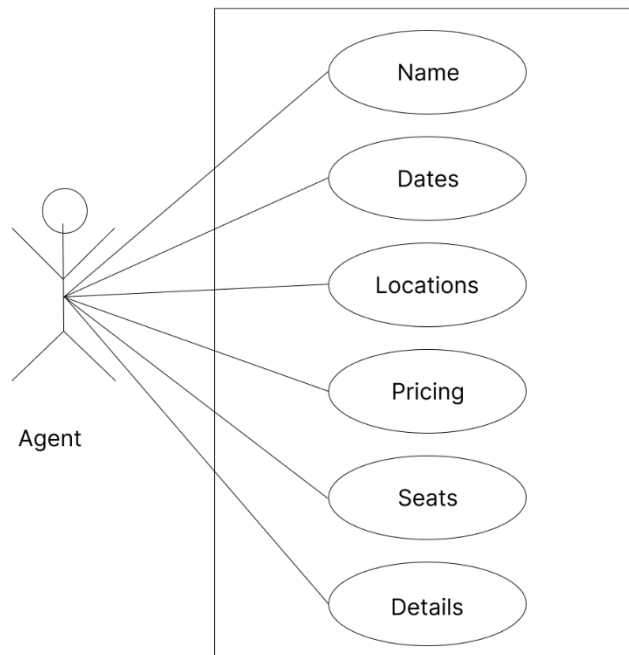 Name
Dates
Locations
Pricing
Agent
Seats
Details